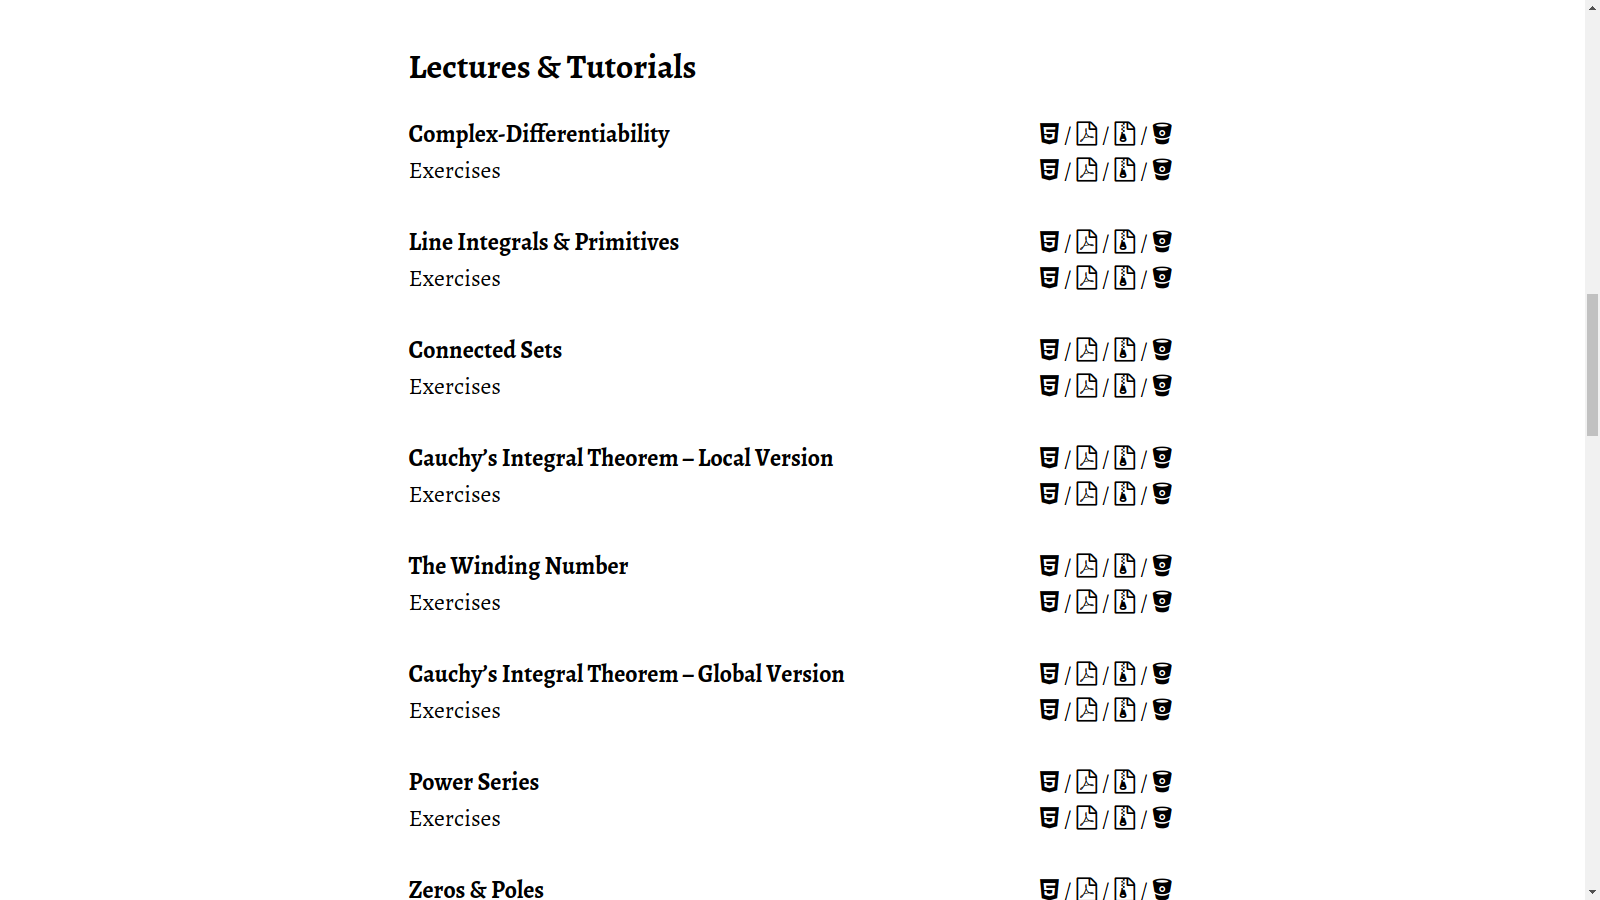 Lectures & Tutorials
Complex-Differentiability / / /
Exercises / / /
Line Integrals & Primitives / / /
Exercises / / /
Connected Sets / / /
Exercises / / /
Cauchy’s Integral Theorem – Local Version / / /
Exercises / / /
The Winding Number / / /
Exercises / / /
Cauchy’s Integral Theorem – Global Version / / /
Exercises / / /
Power Series / / /
Exercises / / /
Zeros & Poles / / /